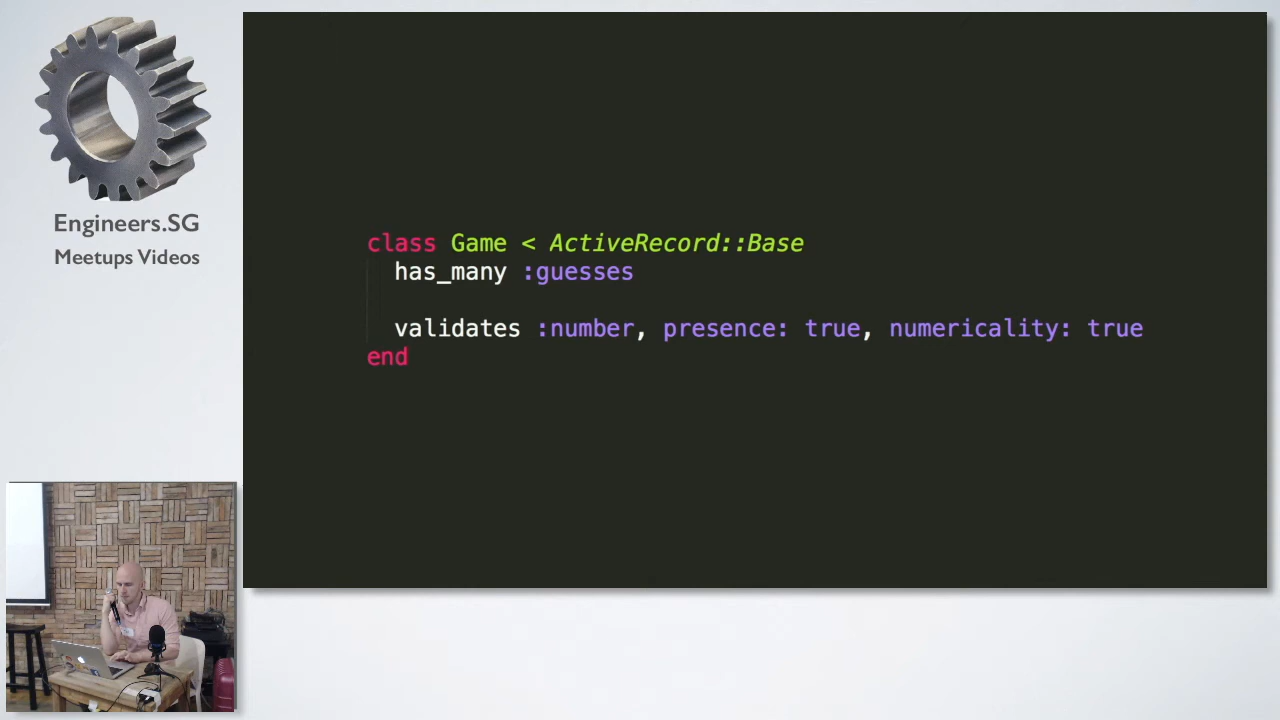 Engineers.SG
Meetups Videos
class Game < ActiveRecord::Base
has_many :guesses
validates :number, presence: true, numericality: true
end